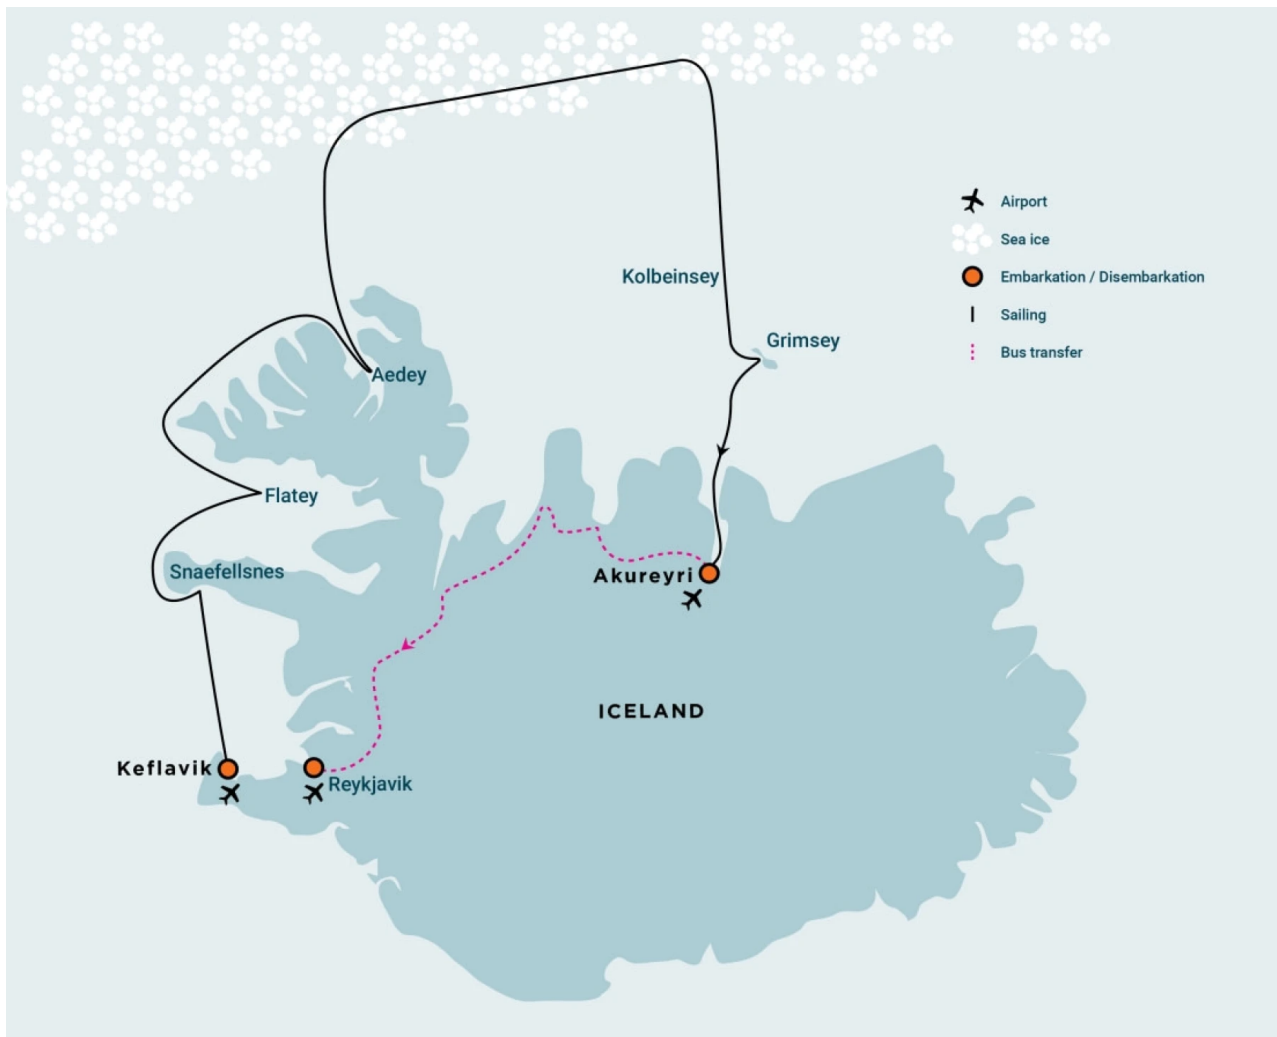 Airport
Sea ice
Kolbeinsey
Embarkation / Disembarkation
Sailing
Grimsey
Bus transfer
Aedey
Flatey
Snaefellsnes
Akureyri
ICELAND
Keflavik
Reykjavik